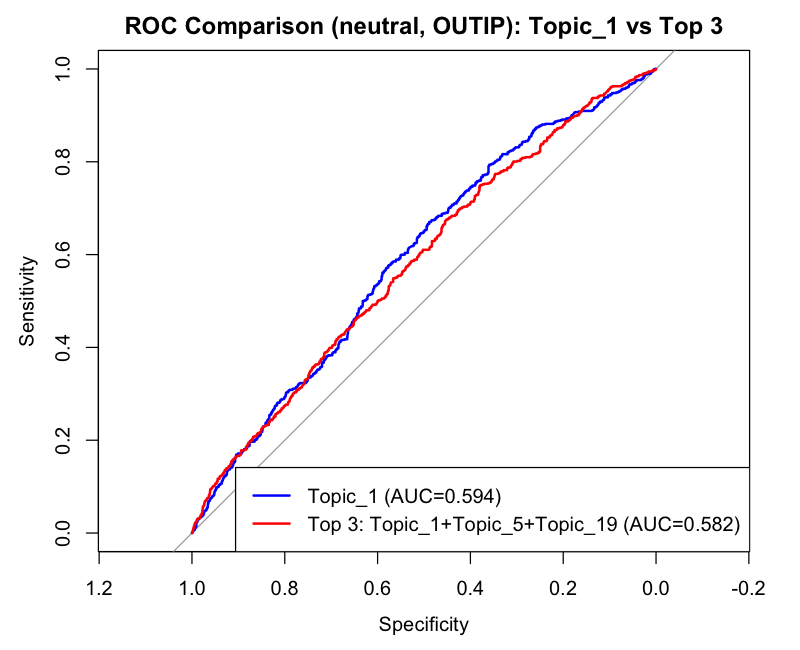 ROC Comparison (neutral, OUTIP): Topic_1 vs Top 3
Sensitivity
1.0
0.8
0.6
0.4
0.2
0.0
Topic_1 (AUC=0.594)
Top 3: Topic_1+Topic_5+Topic_19 (AUC=0.582)
1.2 1.0 0.8 0.6 0.4 0.2 0.0 -0.2
Specificity